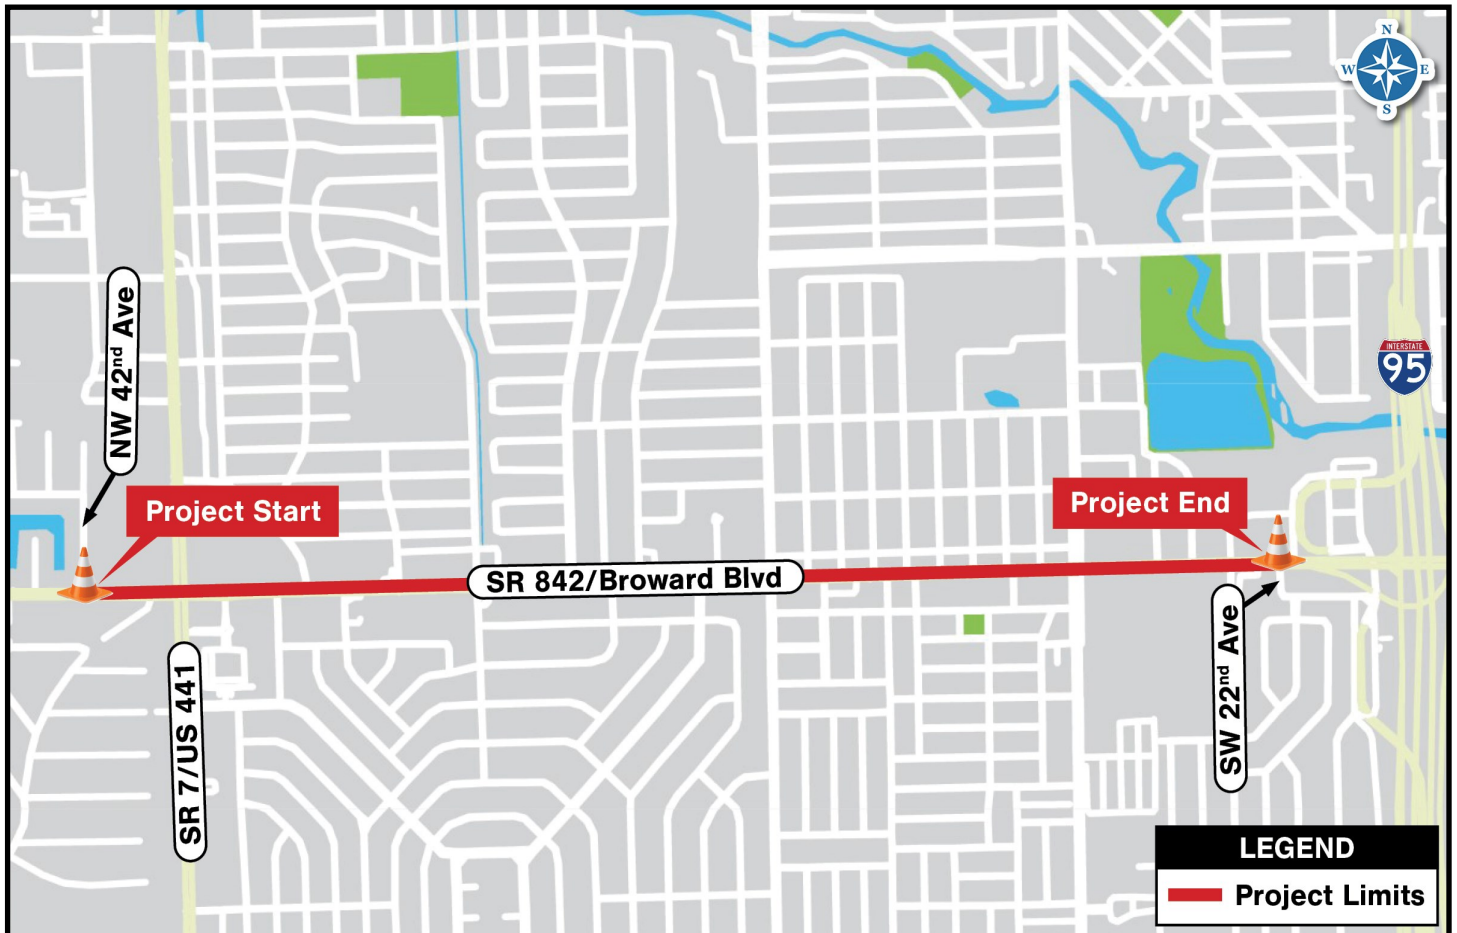 N
W E
S
NW 42nd Ave
INTERSTATE
95
Project Start
Project End
SR 842/Broward Blvd
SW 22nd Ave
SR 7/US 441
LEGEND
Project Limits